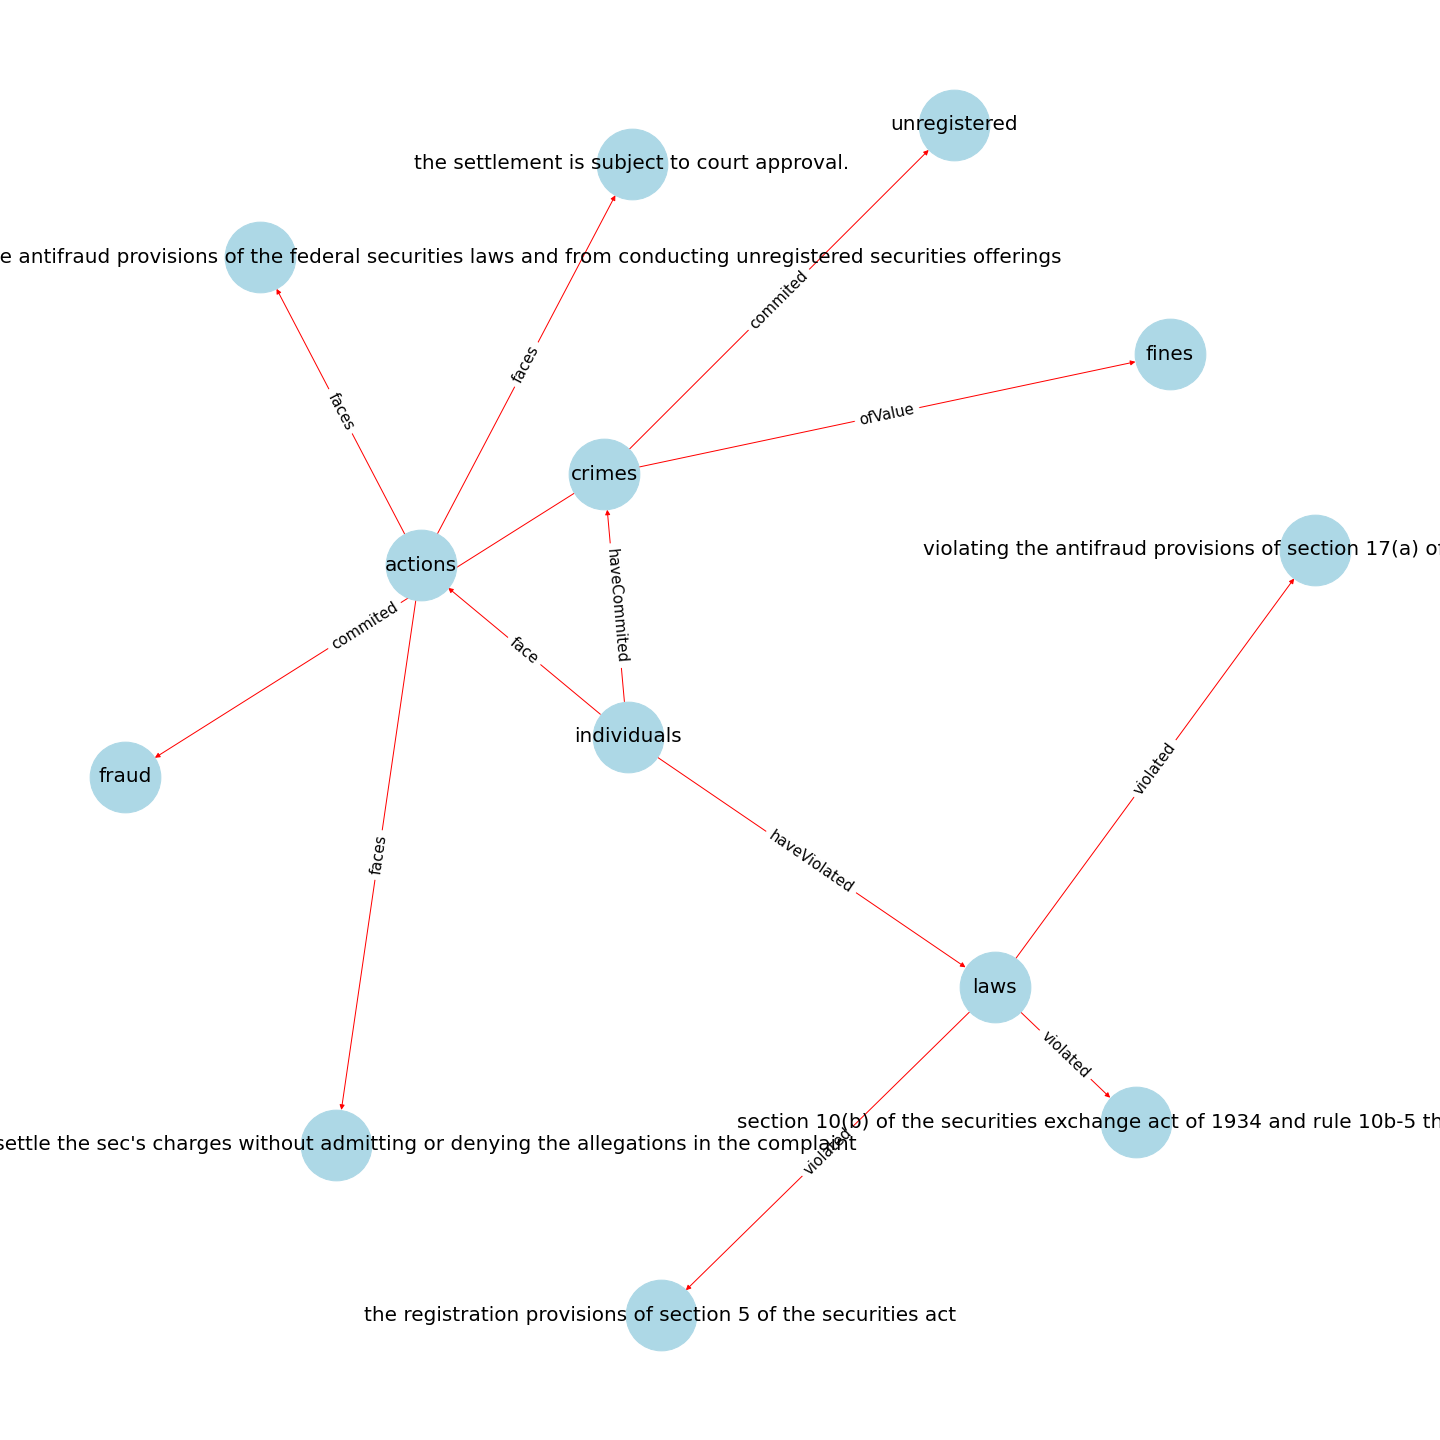 unregistered
the settlement is subject to court approval.
e antifraud provisions of the federal securities laws and from conducting unregistered securities offerings
commited
fines
faces
faces
ofValue
crimes
violating the antifraud provisions of section 17(a) of
actions
haveCommited
commited
face
individuals
fraud
violated
faces
haveViolated
laws
violated
section 10(b) of the securities exchange act of 1934 and rule 10b-5 th
settle the sec's charges without admitting or denying the allegations in the complaint
violated
the registration provisions of section 5 of the securities act